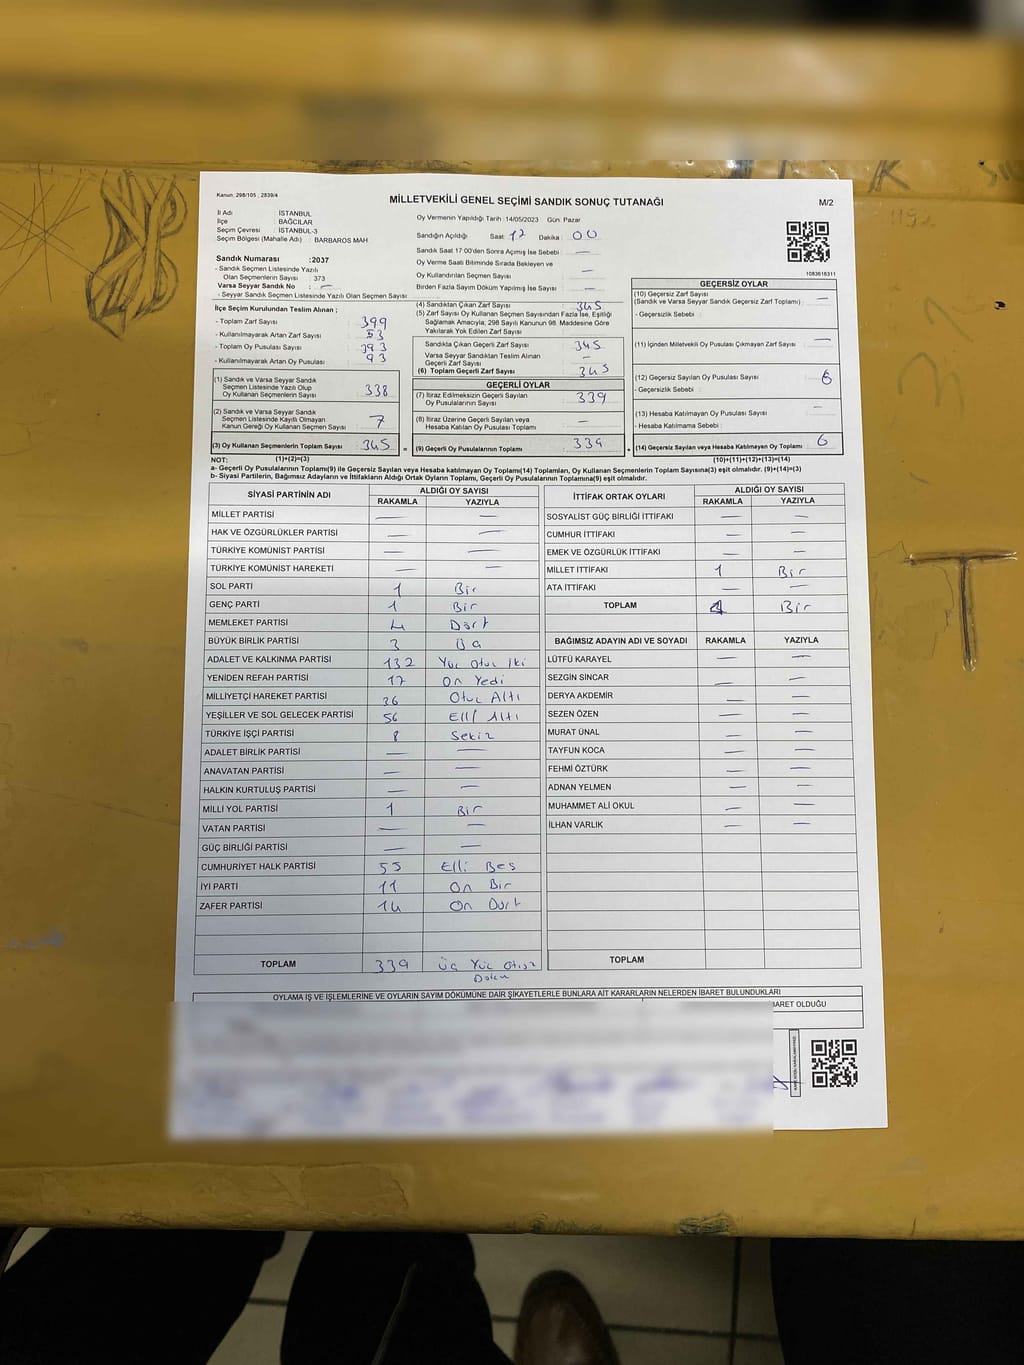 Kanun: 298/105 ; 2839/4
MİLLETVEKİLİ GENEL SEÇİMİ SANDIK SONUÇ TUTANAĞI
M/2
İl Adı : İSTANBUL
İlçe : BAĞCILAR
Seçim Çevresi : İSTANBUL-3
Seçim Bölgesi (Mahalle Adı) : BARBAROS MAH
Oy Vermenin Yapıldığı Tarih : 14/05/2023 Gün: Pazar
Sandığın Açıldığı Saat: 17 Dakika: 00
Sandık Saat 17:00'den Sonra Açımış İse Sebebi : —
Oy Verme Saati Bitiminde Sırada Bekleyen ve
Oy Kullandırılan Seçmen Sayısı —
Birden Fazla Sayım Döküm Yapılmış İse Sayısı : —
1083616311
Sandık Numarası : 2037
- Sandık Seçmen Listesinde Yazılı
Olan Seçmenlerin Sayısı : 373
Varsa Seyyar Sandık No : —
- Seyyar Sandık Seçmen Listesinde Yazılı Olan Seçmen Sayısı:
İlçe Seçim Kurulundan Teslim Alınan ;
- Toplam Zarf Sayısı : 399
- Kullanılmayarak Artan Zarf Sayısı : 53
- Toplam Oy Pusulası Sayısı : 393
- Kullanılmayarak Artan Oy Pusulası : 93
(1) Sandık ve Varsa Seyyar Sandık
Seçmen Listesinde Yazılı Olup
Oy Kullanan Seçmenlerin Sayısı 338
(2) Sandık ve Varsa Seyyar Sandık
Seçmen Listesinde Kayıtlı Olmayan
Kanun Gereği Oy Kullanan Seçmen Sayısı 7
(3) Oy Kullanan Seçmenlerin Toplam Sayısı 345
(4) Sandıktan Çıkan Zarf Sayısı 345
(5) Zarf Sayısı Oy Kullanan Seçmen Sayısından Fazla İse, Eşitliği
Sağlamak Amacıyla; 298 Sayılı Kanunun 98. Maddesine Göre
Yakılarak Yok Edilen Zarf Sayısı
Sandıkta Çıkan Geçerli Zarf Sayısı 345
Varsa Seyyar Sandıktan Teslim Alınan
Geçerli Zarf Sayısı —
(6) Toplam Geçerli Zarf Sayısı 345
GEÇERLİ OYLAR
(7) İtiraz Edilmeksizin Geçerli Sayılan
Oy Pusulalarının Sayısı 339
(8) İtiraz Üzerine Geçerli Sayılan veya
Hesaba Katılan Oy Pusulası Toplamı —
(9) Geçerli Oy Pusulalarının Toplamı 339
GEÇERSİZ OYLAR
(10) Geçersiz Zarf Sayısı
(Sandık ve Varsa Seyyar Sandık Geçersiz Zarf Toplamı) —
- Geçersizlik Sebebi :
(11) İçinden Milletvekili Oy Pusulası Çıkmayan Zarf Sayısı —
(12) Geçersiz Sayılan Oy Pusulası Sayısı 6
- Geçersizlik Sebebi :
(13) Hesaba Katılmayan Oy Pusulası Sayısı —
- Hesaba Katılmama Sebebi :
(14) Geçersiz Sayılan veya Hesaba Katılmayan Oy Toplamı 6
NOT: (1)+(2)=(3) (10)+(11)+(12)+(13)=(14)
a- Geçerli Oy Pusulalarının Toplamı(9) ile Geçersiz Sayılan veya Hesaba katılmayan Oy Toplamı(14) Toplamları, Oy Kullanan Seçmenlerin Toplam Sayısına(3) eşit olmalıdır. (9)+(14)=(3)
b- Siyasi Partilerin, Bağımsız Adayların ve İttifakların Aldığı Ortak Oyların Toplamı, Geçerli Oy Pusulalarının Toplamına(9) eşit olmalıdır.
SİYASİ PARTİNİN ADI ALDIĞI OY SAYISI
RAKAMLA YAZIYLA
MİLLET PARTİSİ — —
HAK VE ÖZGÜRLÜKLER PARTİSİ — —
TÜRKİYE KOMÜNİST PARTİSİ — —
TÜRKİYE KOMÜNİST HAREKETİ — —
SOL PARTİ 1 Bir
GENÇ PARTİ 1 Bir
MEMLEKET PARTİSİ 4 Dört
BÜYÜK BİRLİK PARTİSİ 3 Üç
ADALET VE KALKINMA PARTİSİ 132 Yüz Otuz İki
YENİDEN REFAH PARTİSİ 17 On Yedi
MİLLİYETÇİ HAREKET PARTİSİ 36 Otuz Altı
YEŞİLLER VE SOL GELECEK PARTİSİ 56 Elli Altı
TÜRKİYE İŞÇİ PARTİSİ 8 Sekiz
ADALET BİRLİK PARTİSİ — —
ANAVATAN PARTİSİ — —
HALKIN KURTULUŞ PARTİSİ — —
MİLLİ YOL PARTİSİ 1 Bir
VATAN PARTİSİ — —
GÜÇ BİRLİĞİ PARTİSİ — —
CUMHURİYET HALK PARTİSİ 55 Elli Beş
İYİ PARTİ 11 On Bir
ZAFER PARTİSİ 14 On Dört
TOPLAM 339 Üç Yüz Otuz
Dokuz
İTTİFAK ORTAK OYLARI ALDIĞI OY SAYISI
RAKAMLA YAZIYLA
SOSYALİST GÜÇ BİRLİĞİ İTTİFAKI — —
CUMHUR İTTİFAKI — —
EMEK VE ÖZGÜRLÜK İTTİFAKI — —
MİLLET İTTİFAKI 1 Bir
ATA İTTİFAKI — —
TOPLAM 1 Bir
BAĞIMSIZ ADAYIN ADI VE SOYADI RAKAMLA YAZIYLA
LÜTFÜ KARAYEL — —
SEZGİN SİNCAR — —
DERYA AKDEMİR — —
SEZEN ÖZEN — —
MURAT ÜNAL — —
TAYFUN KOCA — —
FEHMİ ÖZTÜRK — —
ADNAN YELMEN — —
MUHAMMET ALİ OKUL — —
İLHAN VARLIK — —
TOPLAM
OYLAMA İŞ VE İŞLEMLERİNE VE OYLARIN SAYIM DÖKÜMÜNE DAİR ŞİKAYETLERLE BUNLARA AİT KARARLARIN NELERDEN İBARET BULUNDUKLARI
BARET OLDUĞU